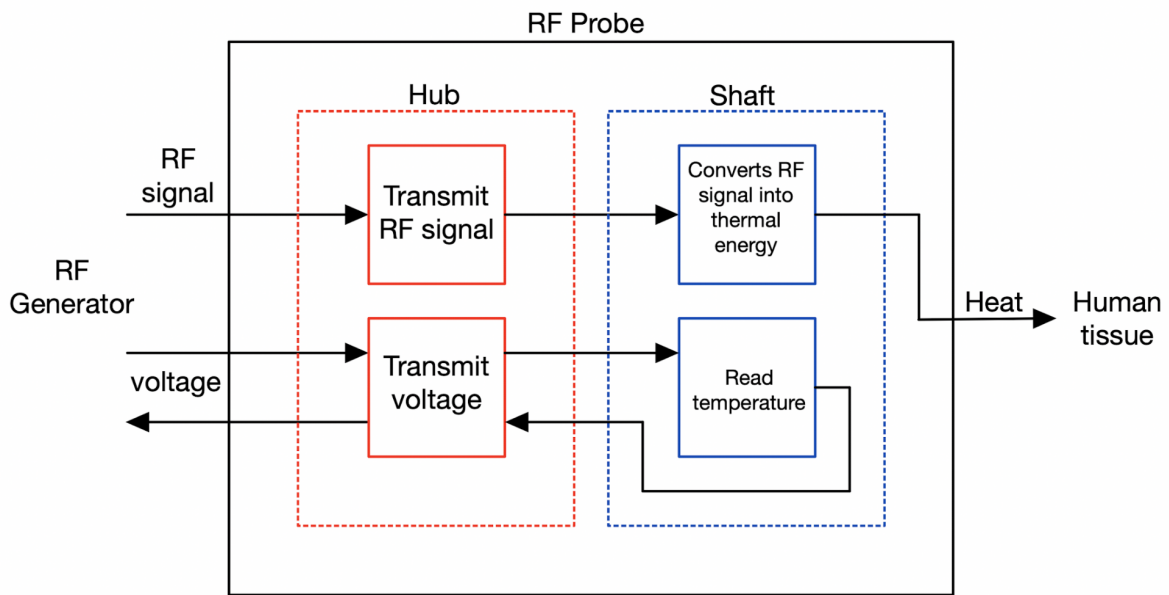 RF Probe
Hub
Shaft
RF
signal
Transmit
RF signal
Converts RF
signal into
thermal
energy
RF
Generator
Heat
Human
tissue
voltage
Transmit
voltage
Read
temperature